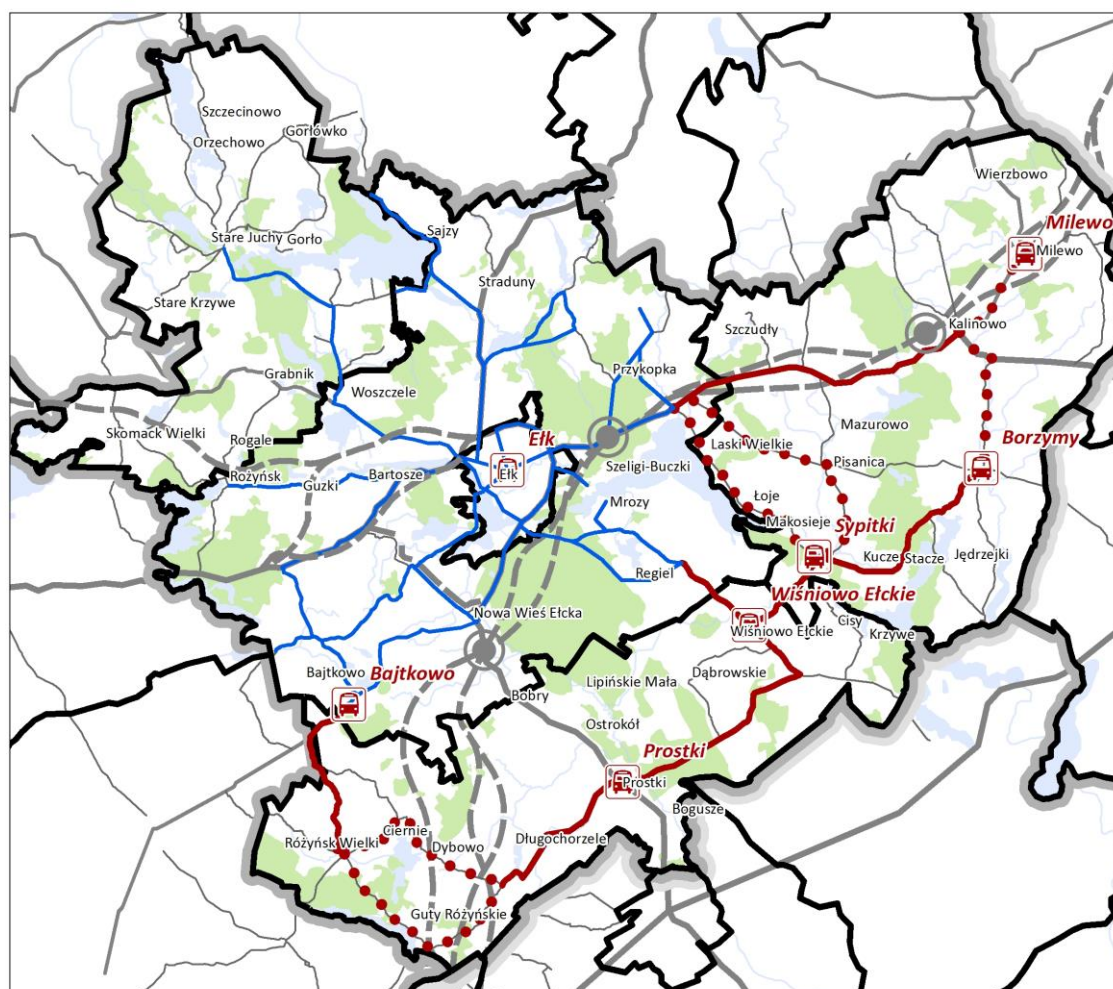 Szczecinowo
Gorłówko
Orzechowo
Wierzbowo
Milewo
Milewo
Stare Juchy
Gorło
Sajzy
Straduny
Stare Krzywe
Szczudły
Kalinowo
Grabnik
Woszczele
Przykopka
Skomack Wielki
Rogale
Ełk
Ełk
Laski Wielkie
Mazurowo
Borzymy
Rożyńsk
Guzki
Bartosze
Szeligi-Buczki
Pisanica
Mrozy
Łoje
Makosieje
Sypitki
Kucze
Stacze
Jędrzejki
Regiel
Wiśniowo Ełckie
Wiśniowo Ełckie
Nowa Wieś Ełcka
Cisy
Krzywe
Bajtkowo
Bajtkowo
Bobry
Lipińskie Mała
Dąbrowskie
Ostrokół
Prostki
Prostki
Bogusze
Różyńsk Wielki
Ciernie
Dybowo
Długochorzele
Guty Różyńskie